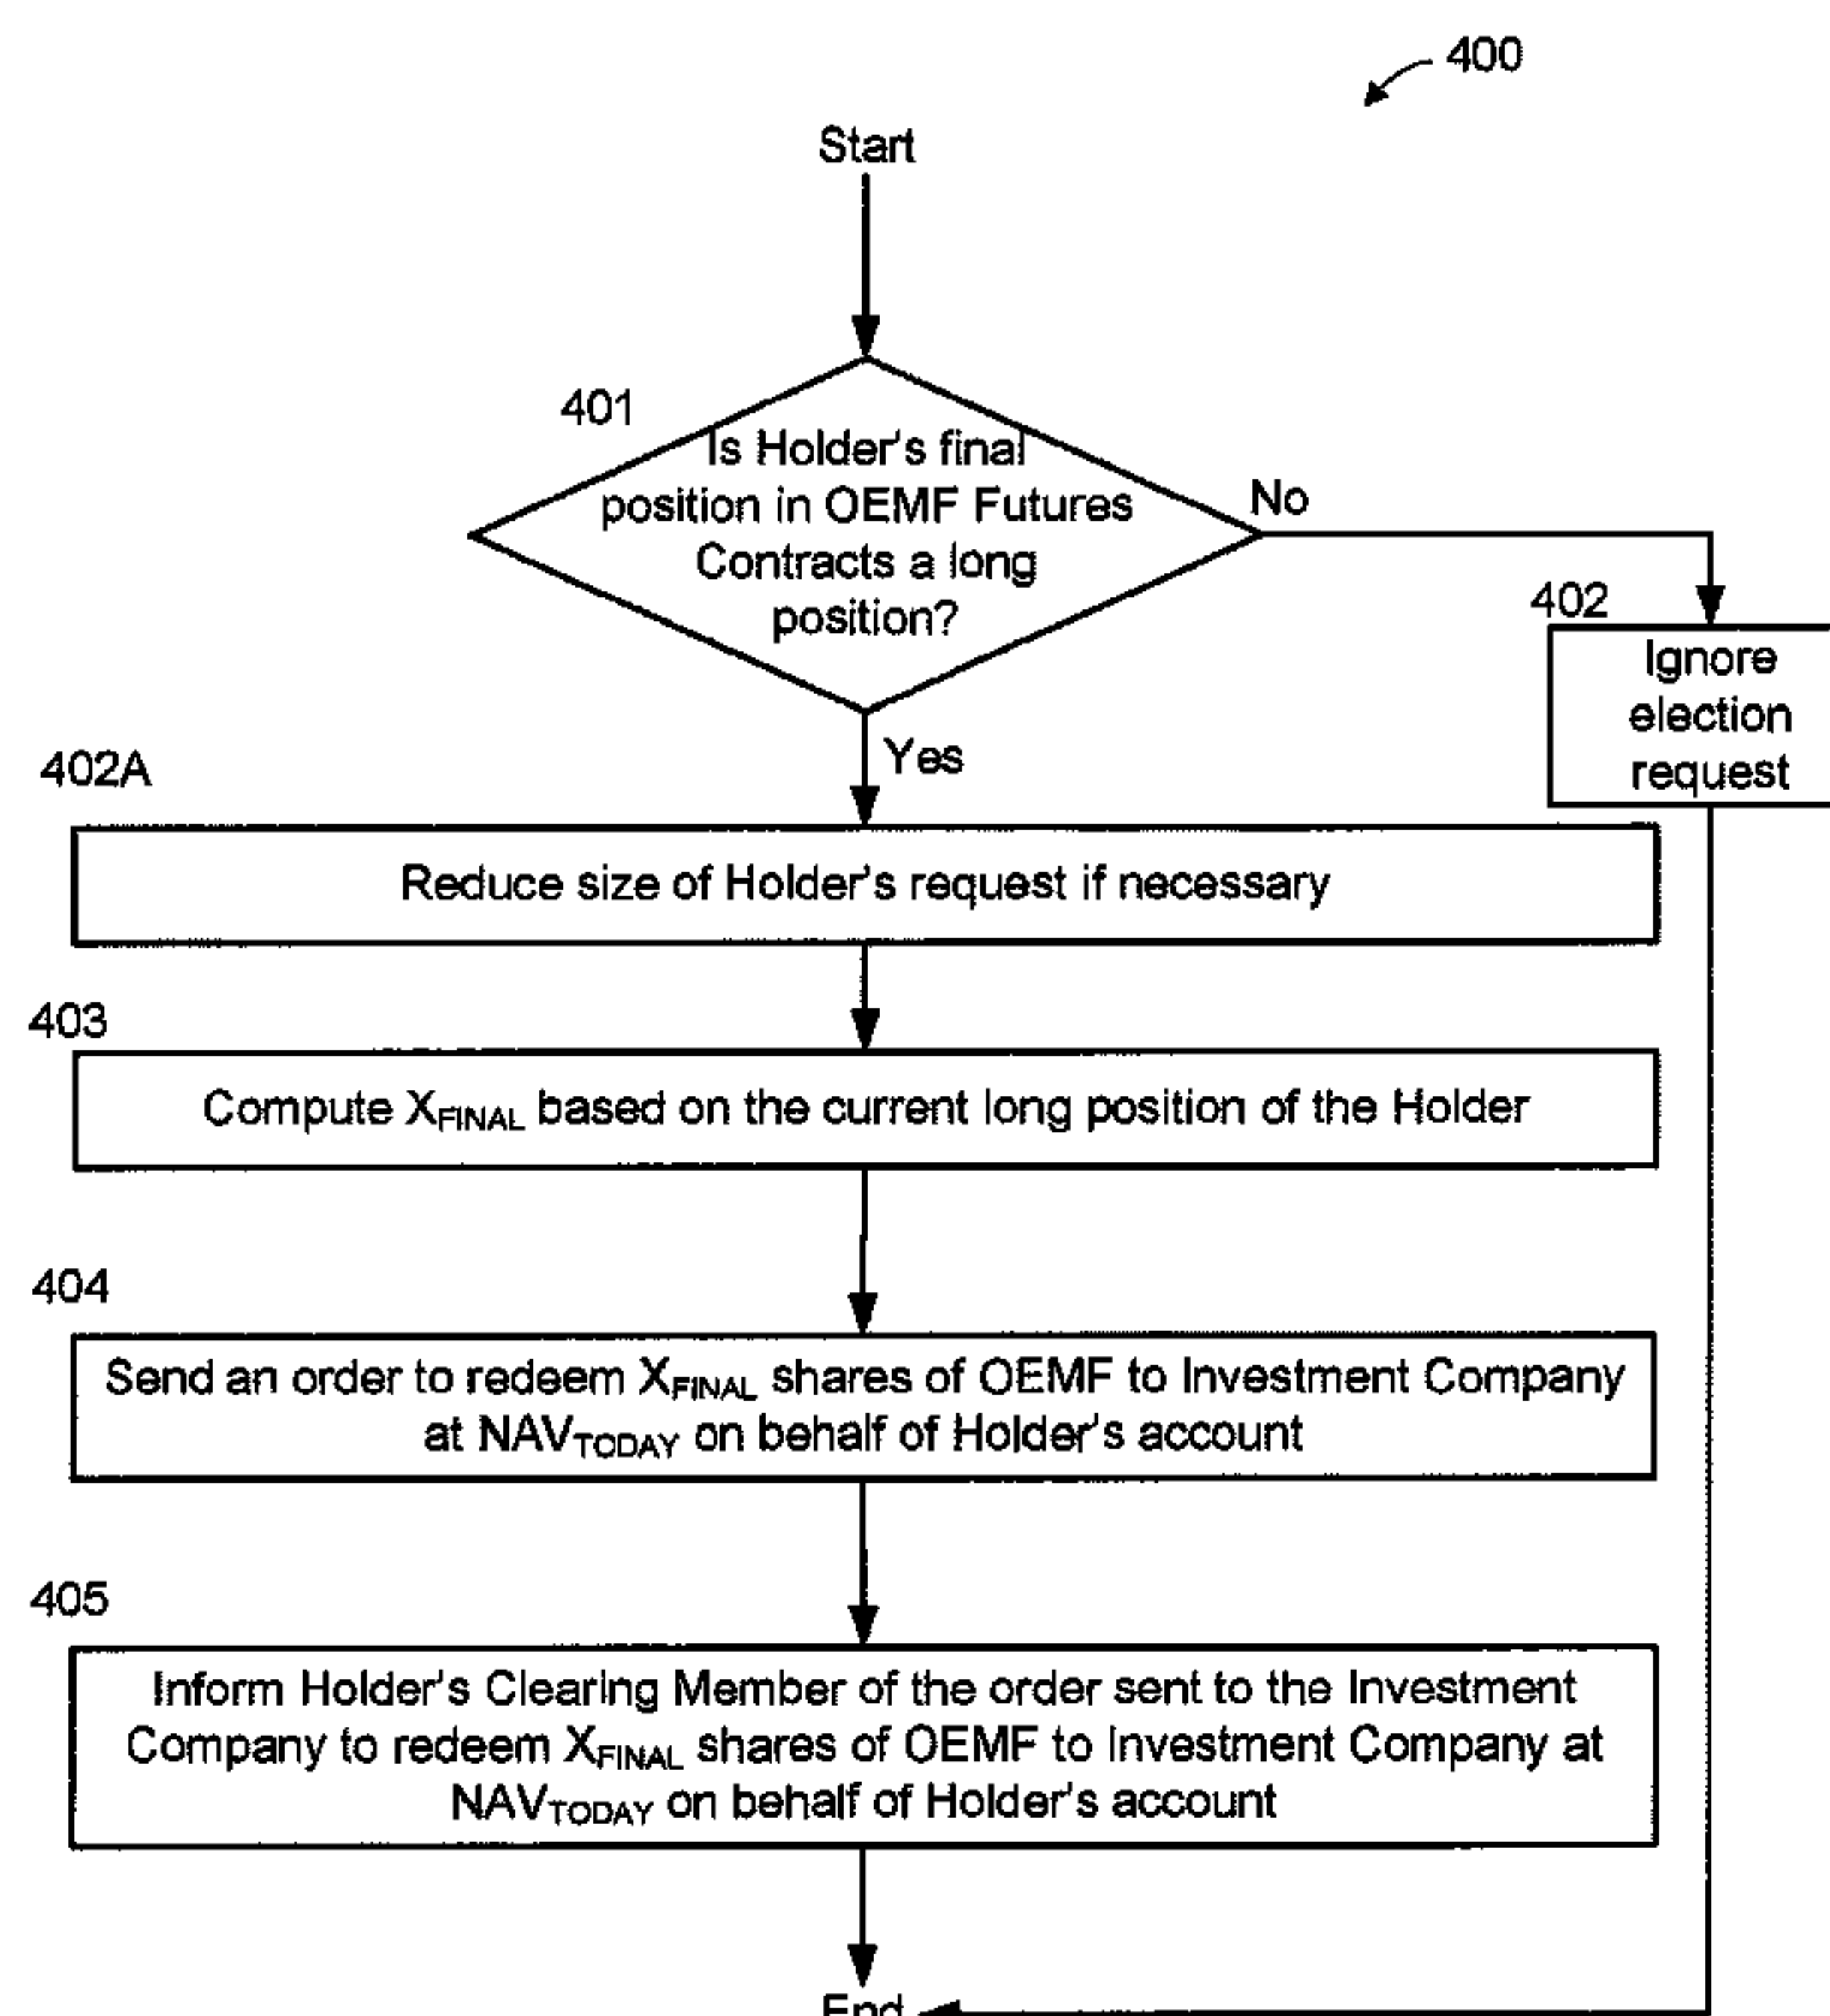 400
Start
401
Is Holder's final
position in OEMF Futures
Contracts a long
position?
No
402
Ignore
election
request
Yes
402A
Reduce size of Holder's request if necessary
403
Compute XFINAL based on the current long position of the Holder
404
Send an order to redeem XFINAL shares of OEMF to Investment Company
at NAVTODAY on behalf of Holder's account
405
Inform Holder's Clearing Member of the order sent to the Investment
Company to redeem XFINAL shares of OEMF to Investment Company at
NAVTODAY on behalf of Holder's account
End